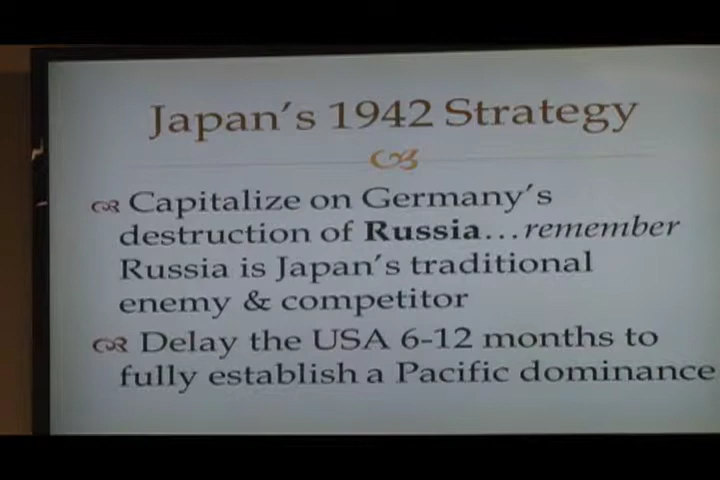 Japan's 1942 Strategy
Capitalize on Germany's
destruction of Russia...remember
Russia is Japan's traditional
enemy & competitor
Delay the USA 6-12 months to
fully establish a Pacific dominance